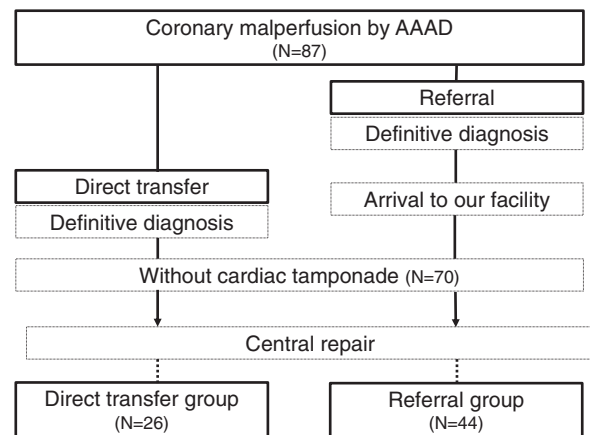 Coronary malperfusion by AAAD
(N=87)
Referral
Definitive diagnosis
Direct transfer
Arrival to our facility
Definitive diagnosis
Without cardiac tamponade (N=70)
Central repair
Direct transfer group
(N=26)
Referral group
(N=44)